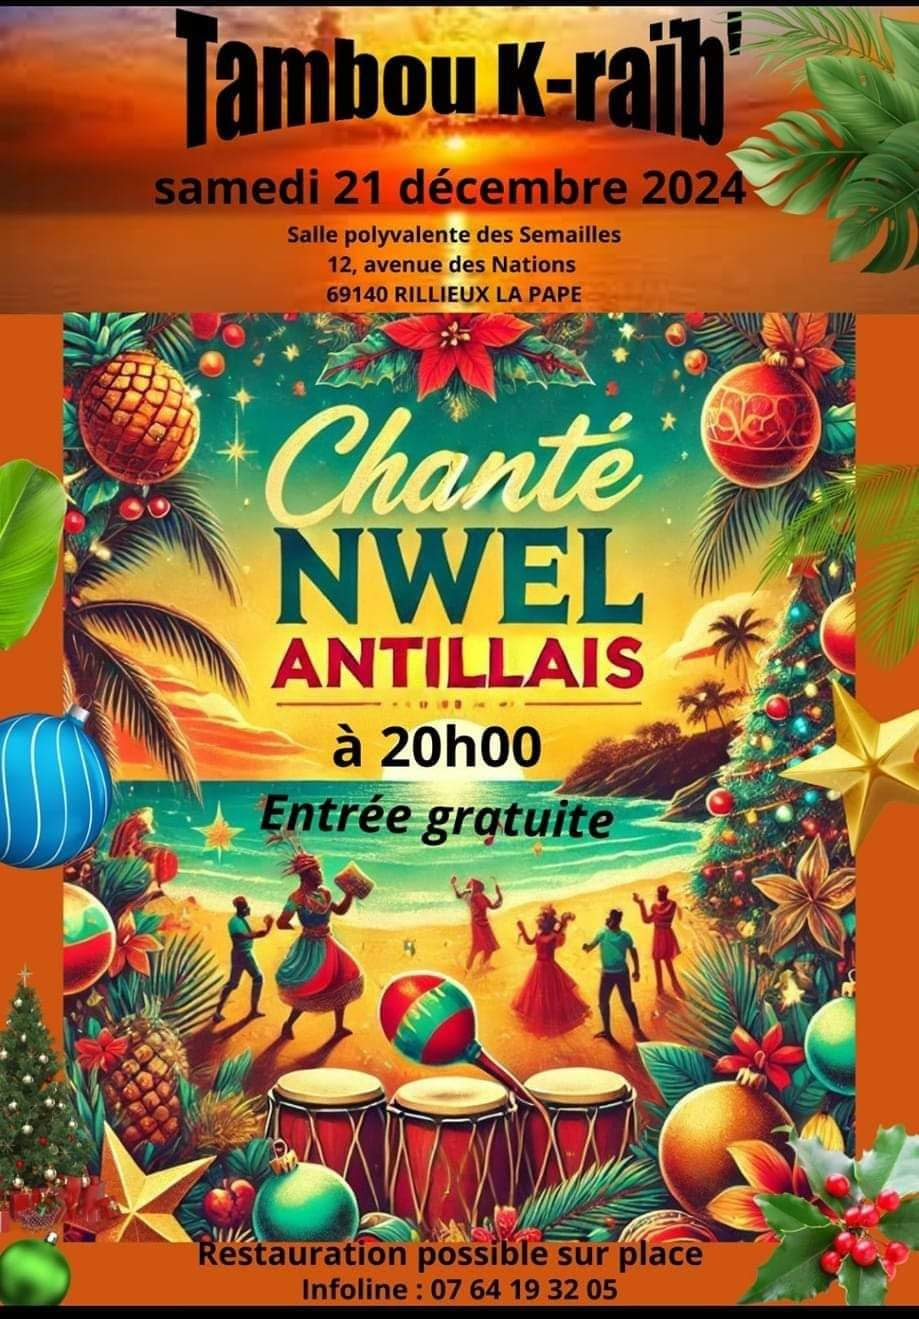 Tambou K-raïb'
samedi 21 décembre 2024
Salle polyvalente des Semailles
12, avenue des Nations
69140 RILLIEUX LA PAPE
Chanté
NWEL
ANTILLAIS
à 20h00
Entrée gratuite
Restauration possible sur place
Infoline : 07 64 19 32 05